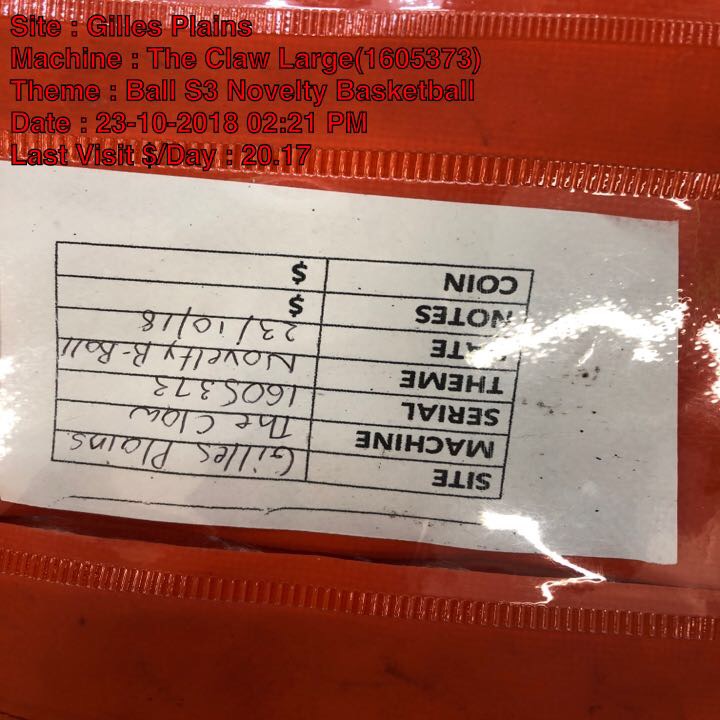 Site : Gilles Plains
Machine : The Claw Large(1605373)
Theme : Ball S3 Novelty Basketball
Date : 23-10-2018 02:21 PM
Last Visit $/Day : 20.17
SITE Gilles Plains
MACHINE The Claw
SERIAL 1605373
THEME Novelty B-Ball
DATE 23/10/18
NOTES $
COIN $